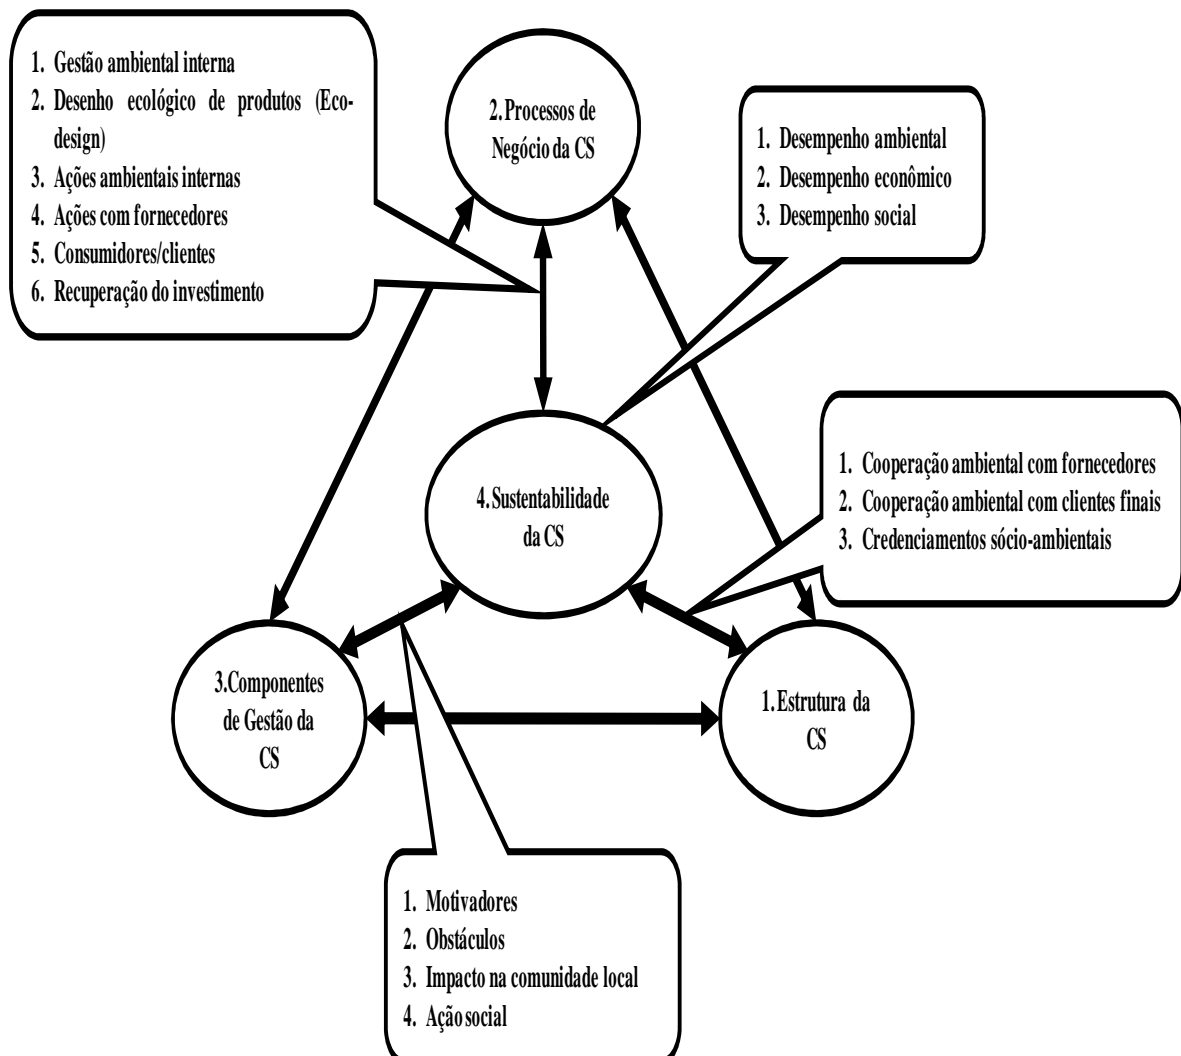 1. Gestão ambiental interna
2. Desenho ecológico de produtos (Eco-
design)
3. Ações ambientais internas
4. Ações com fornecedores
5. Consumidores/clientes
6. Recuperação do investimento
2.Processos de
Negócio da CS
1. Desempenho ambiental
2. Desempenho econômico
3. Desempenho social
4.Sustentabilidade
da CS
1. Cooperação ambiental com fornecedores
2. Cooperação ambiental com clientes finais
3. Credenciamentos sócio-ambientais
3.Componentes
de Gestão da
CS
1.Estrutura da
CS
1. Motivadores
2. Obstáculos
3. Impacto na comunidade local
4. Ação social